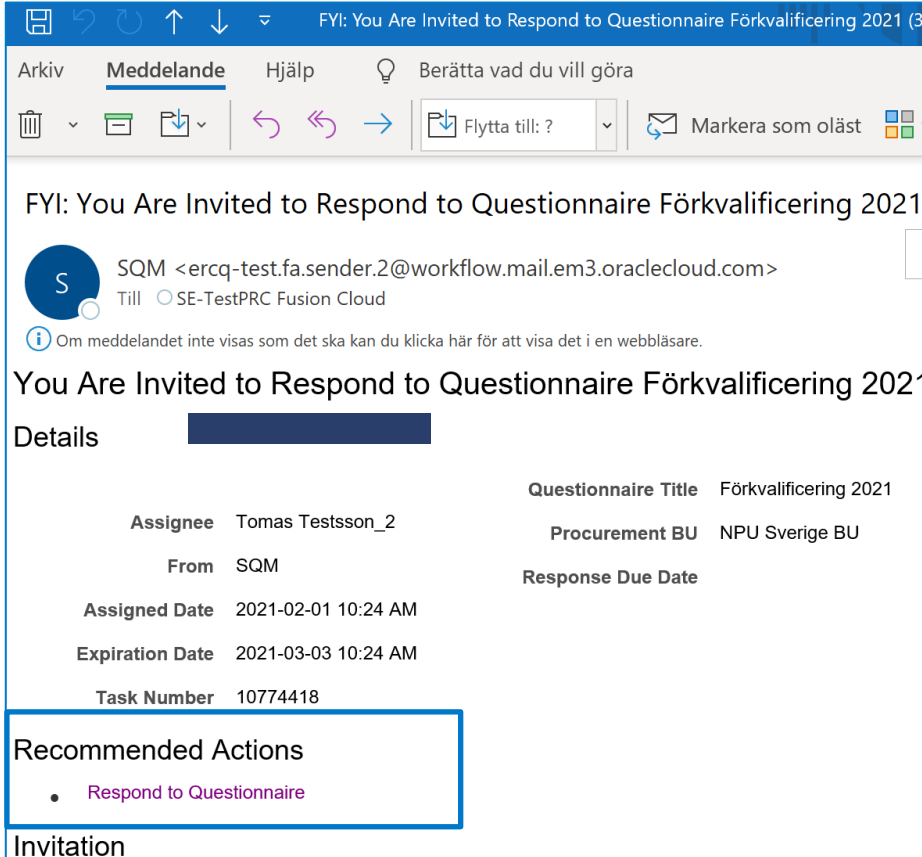 FYI: You Are Invited to Respond to Questionnaire Förkvalificering 2021 (3
Arkiv Meddelande Hjälp Berätta vad du vill göra
Flytta till: ? Markera som oläst
FYI: You Are Invited to Respond to Questionnaire Förkvalificering 2021
S
SQM <ercq-test.fa.sender.2@workflow.mail.em3.oraclecloud.com>
Till SE-TestPRC Fusion Cloud
Om meddelandet inte visas som det ska kan du klicka här för att visa det i en webbläsare.
You Are Invited to Respond to Questionnaire Förkvalificering 2021
Details
Questionnaire Title Förkvalificering 2021
Assignee Tomas Testsson_2
Procurement BU NPU Sverige BU
From SQM
Response Due Date
Assigned Date 2021-02-01 10:24 AM
Expiration Date 2021-03-03 10:24 AM
Task Number 10774418
Recommended Actions
Respond to Questionnaire
Invitation